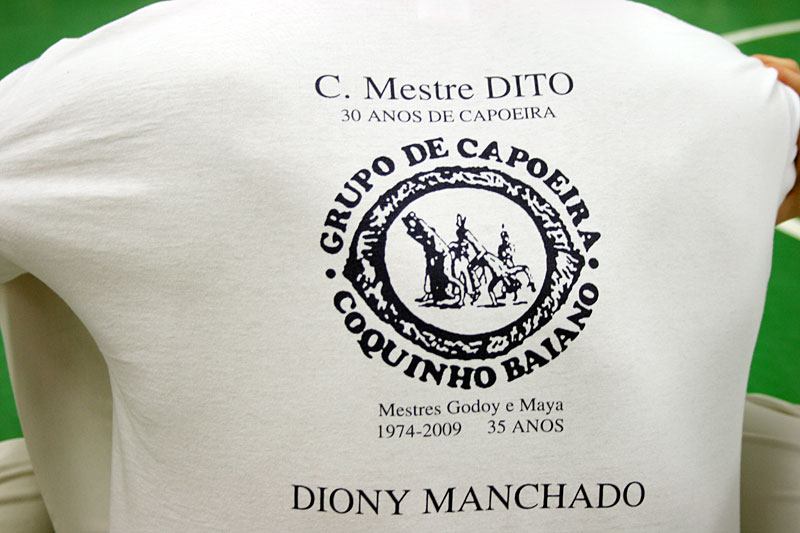 C. Mestre DITO
30 ANOS DE CAPOEIRA
GRUPO DE CAPOEIRA
COQUINHO BAIANO
Mestres Godoy e Maya
1974-2009 35 ANOS
DIONY MANCHADO